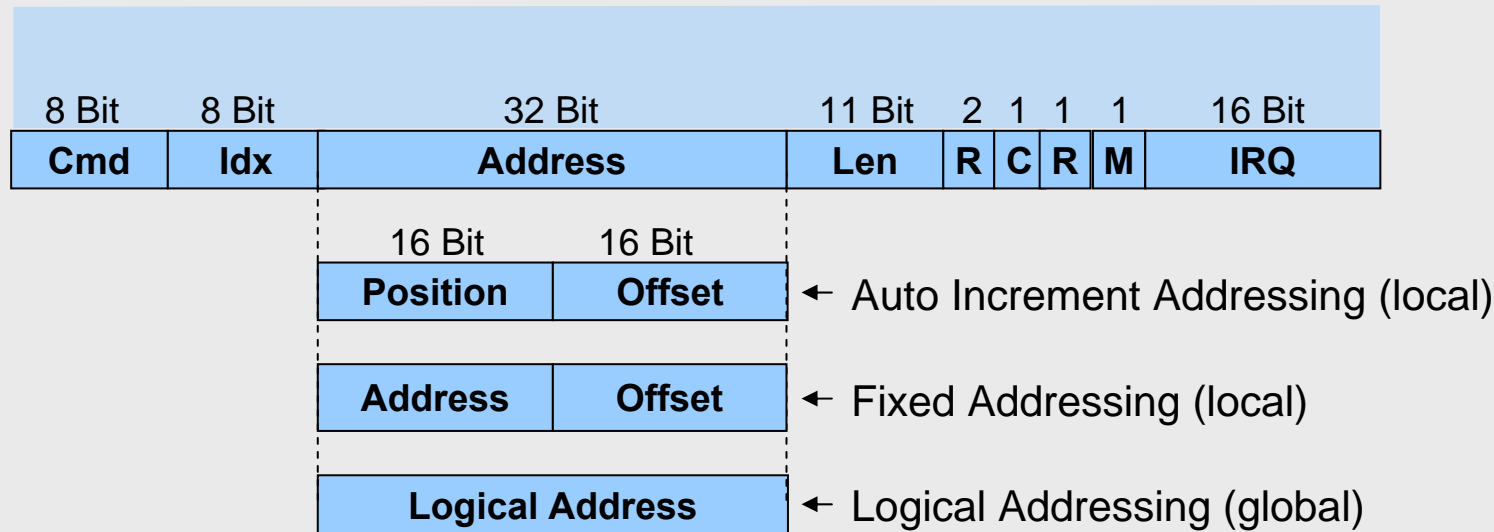 8 Bit 8 Bit 32 Bit 11 Bit 2 1 1 1 16 Bit
Cmd Idx Address Len R C R M IRQ
16 Bit 16 Bit
Position Offset ← Auto Increment Addressing (local)
Address Offset ← Fixed Addressing (local)
Logical Address ← Logical Addressing (global)